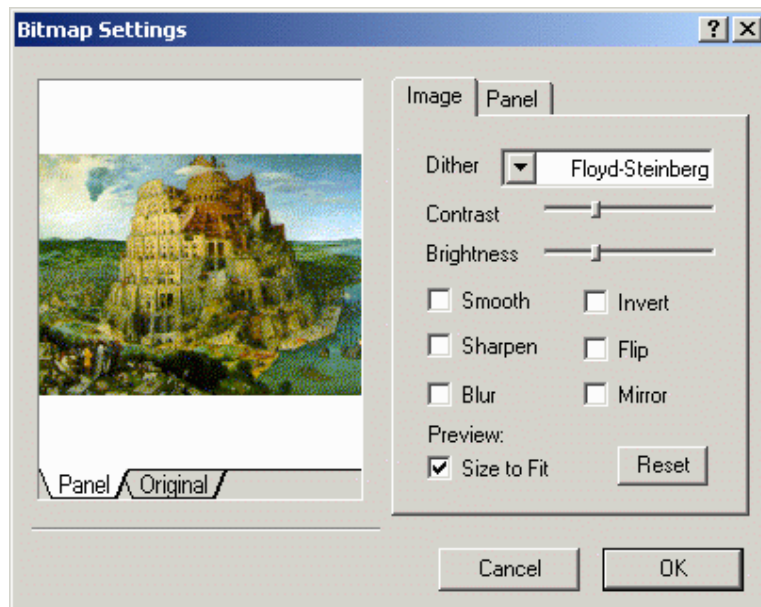 Bitmap Settings
Image Panel
Dither Floyd-Steinberg
Contrast
Brightness
Smooth Invert
Sharpen Flip
Blur Mirror
Preview:
Size to Fit Reset
Panel Original
Cancel OK